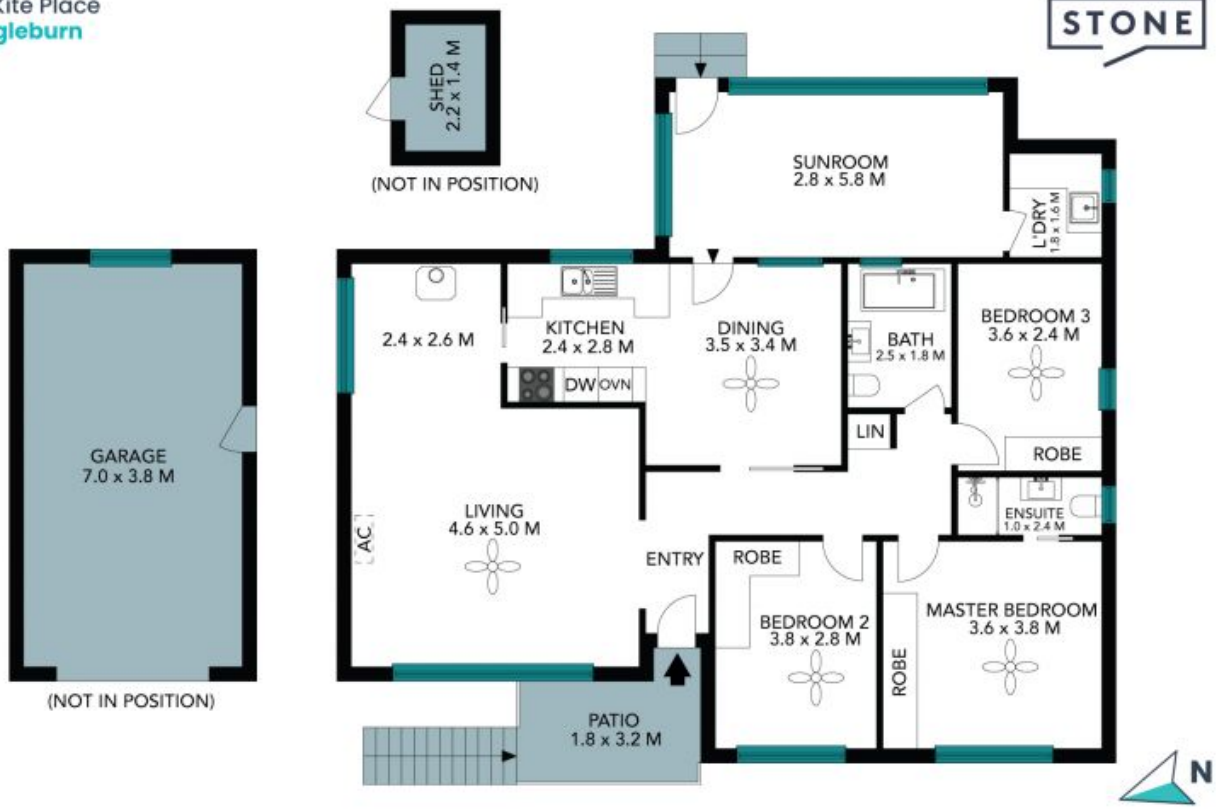 Kite Place
gleburn
STONE
SHED
2.2 x 1.4 M
(NOT IN POSITION)
SUNROOM
2.8 x 5.8 M
L'DRY
1.8 x 1.6 M
2.4 x 2.6 M
KITCHEN
2.4 x 2.8 M
DW OVN
DINING
3.5 x 3.4 M
BATH
2.5 x 1.8 M
BEDROOM 3
3.6 x 2.4 M
ROBE
LIN
GARAGE
7.0 x 3.8 M
(NOT IN POSITION)
LIVING
4.6 x 5.0 M
AC
ENTRY
ENSUITE
1.0 x 2.4 M
ROBE
BEDROOM 2
3.8 x 2.8 M
MASTER BEDROOM
3.6 x 3.8 M
ROBE
PATIO
1.8 x 3.2 M
N